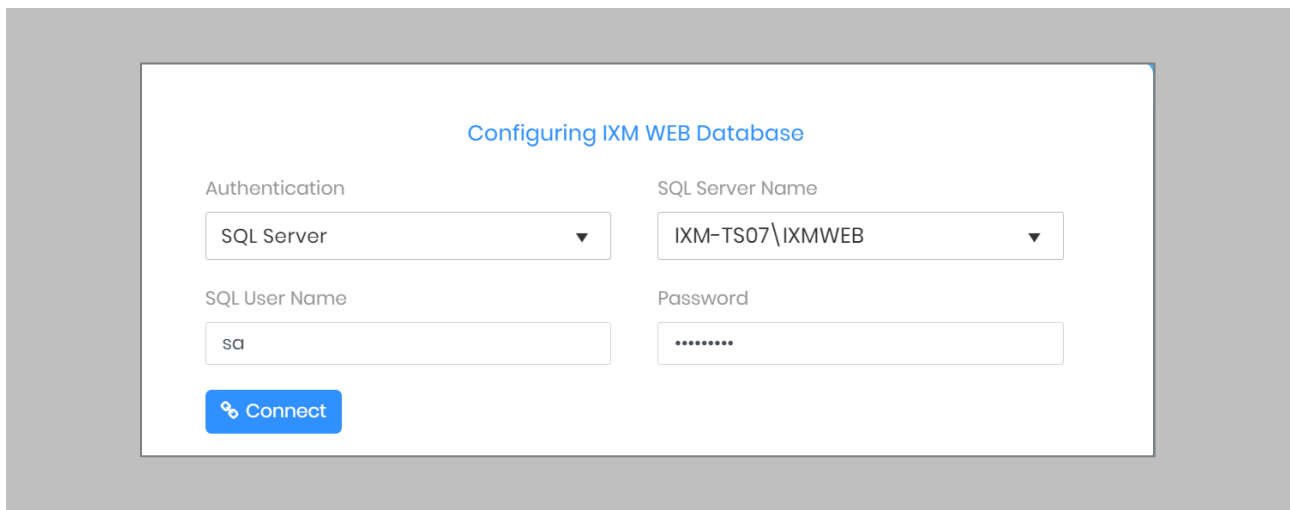 Configuring IXM WEB Database
Authentication
SQL Server Name
SQL Server
IXM-TS07\IXMWEB
SQL User Name
Password
sa
•••••••••
Connect